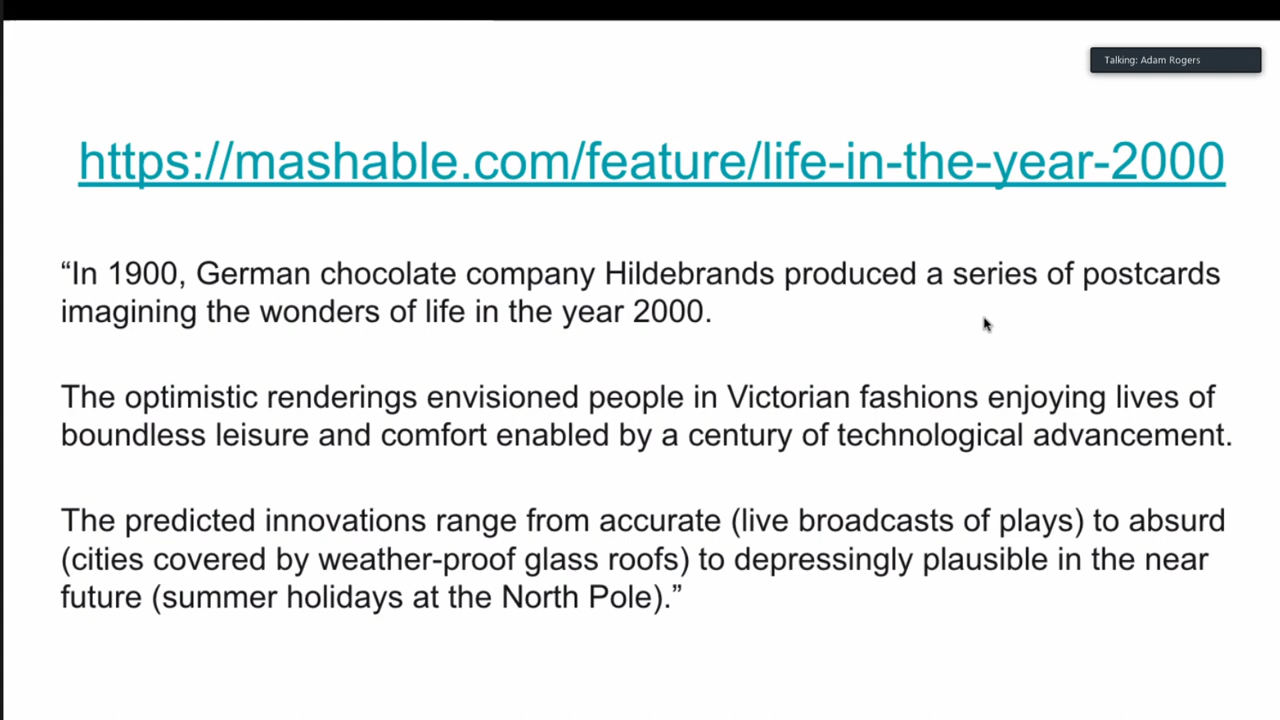 Talking: Adam Rogers
https://mashable.com/feature/life-in-the-year-2000
“In 1900, German chocolate company Hildebrands produced a series of postcards
imagining the wonders of life in the year 2000.
The optimistic renderings envisioned people in Victorian fashions enjoying lives of
boundless leisure and comfort enabled by a century of technological advancement.
The predicted innovations range from accurate (live broadcasts of plays) to absurd
(cities covered by weather-proof glass roofs) to depressingly plausible in the near
future (summer holidays at the North Pole).”